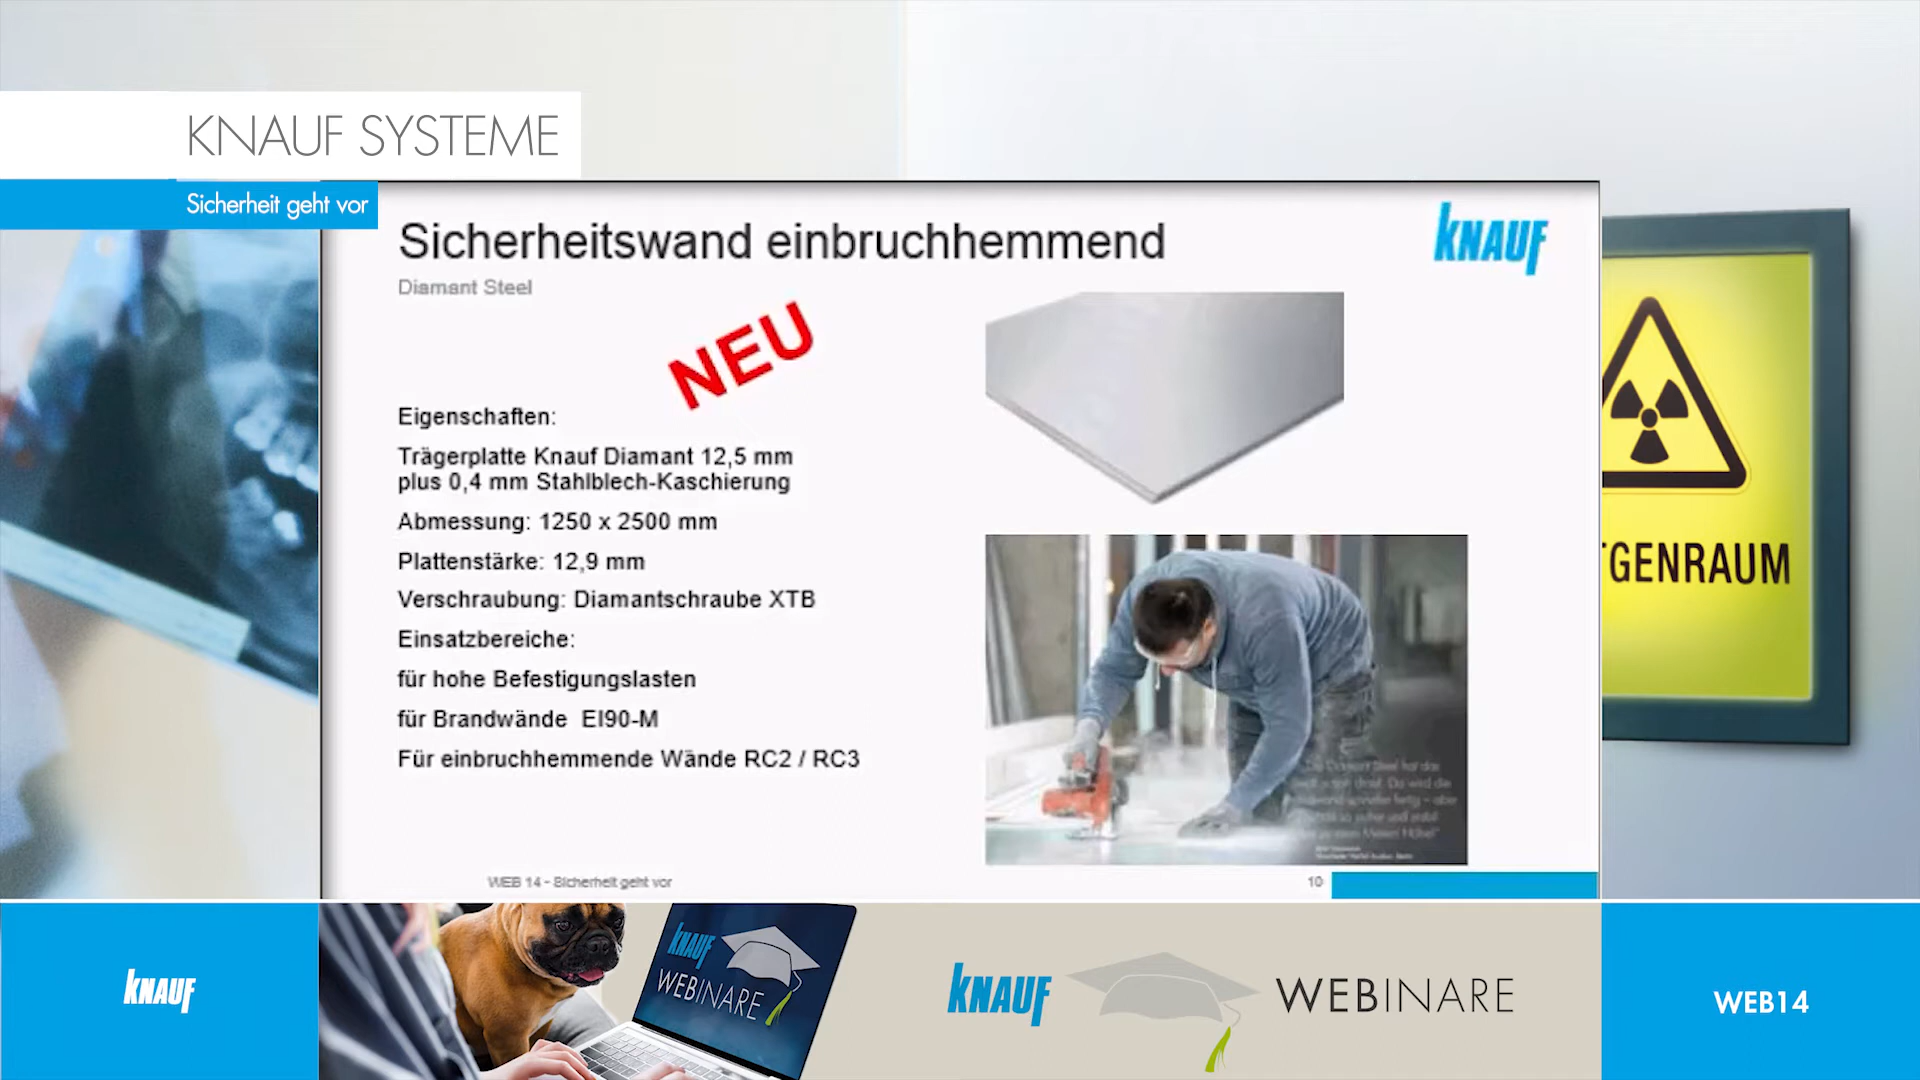 KNAUF SYSTEME
Sicherheit geht vor
Sicherheitswand einbruchhemmend
KNAUF
Diamant Steel
NEU
Eigenschaften:
Trägerplatte Knauf Diamant 12,5 mm
plus 0,4 mm Stahlblech-Kaschierung
Abmessung: 1250 x 2500 mm
Plattenstärke: 12,9 mm
Verschraubung: Diamantschraube XTB
Einsatzbereiche:
für hohe Befestigungslasten
für Brandwände EI90-M
Für einbruchhemmende Wände RC2 / RC3
TGENRAUM
WEB 14 - Sicherheit geht vor
10
KNAUF
KNAUF
WEBINARE
KNAUF
WEBINARE
WEB14